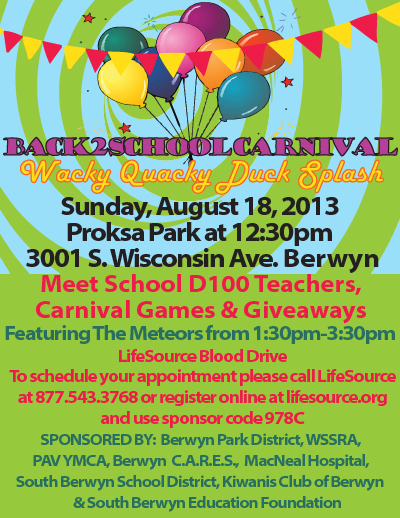 BACK2SCHOOLCARNIVAL
Wacky Quacky Duck Splash
Sunday, August 18, 2013
Proksa Park at 12:30pm
3001 S. Wisconsin Ave. Berwyn
Meet School D100 Teachers,
Carnival Games & Giveaways
Featuring The Meteors from 1:30pm-3:30pm
LifeSource Blood Drive
To schedule your appointment please call LifeSource
at 877.543.3768 or register online at lifesource.org
and use sponsor code 978C
SPONSORED BY: Berwyn Park District, WSSRA,
PAV YMCA, Berwyn C.A.R.E.S., MacNeal Hospital,
South Berwyn School District, Kiwanis Club of Berwyn
& South Berwyn Education Foundation